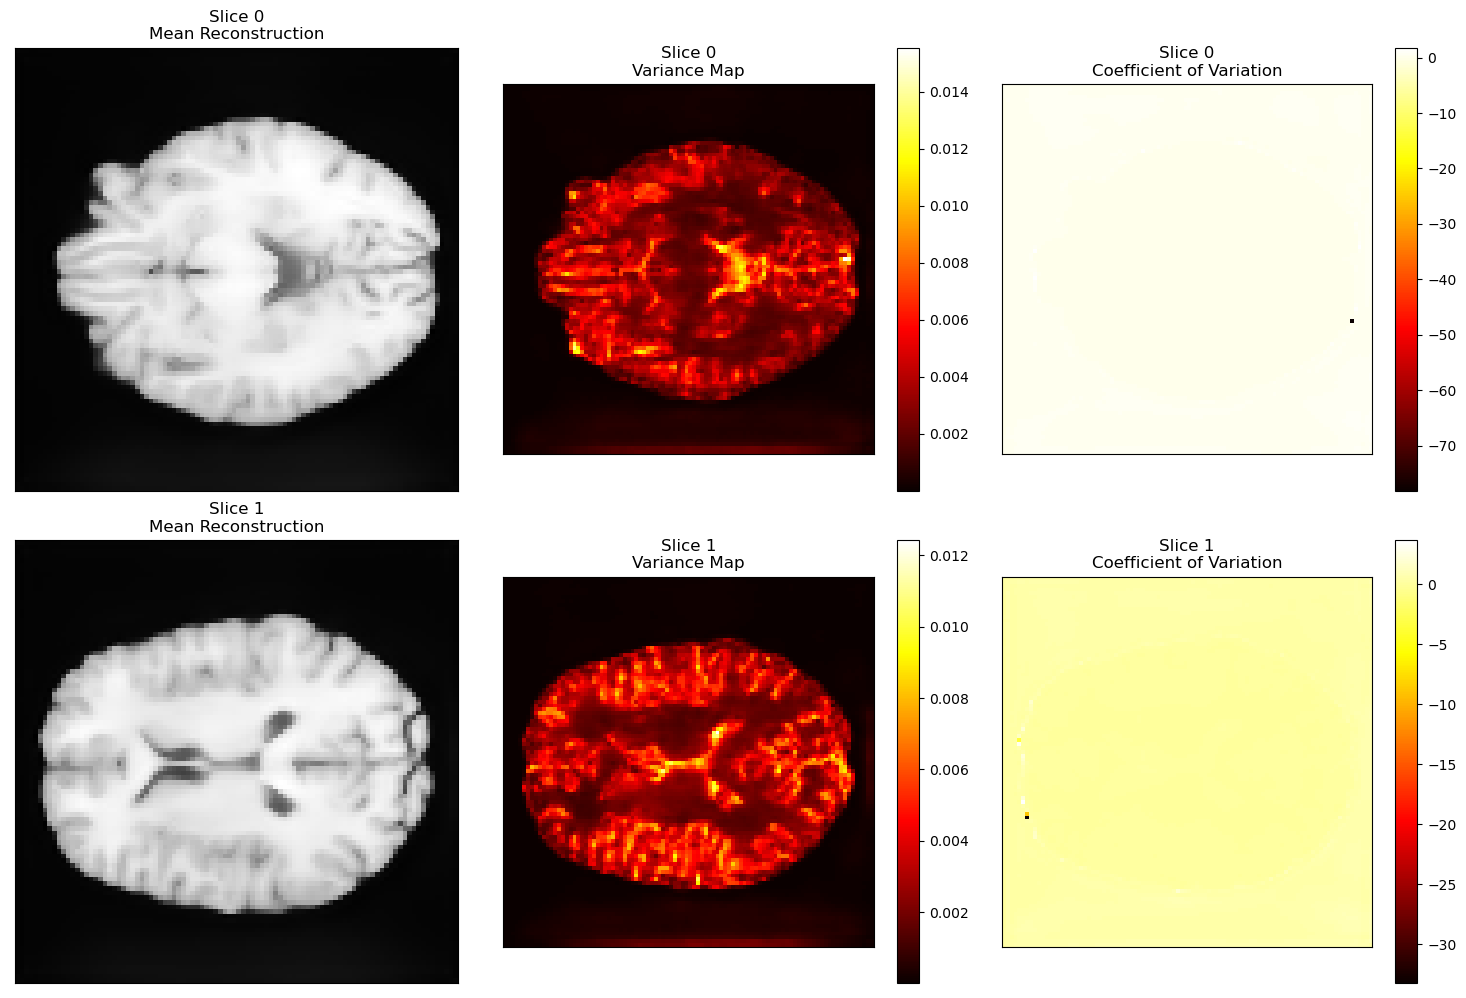 Slice 0
Mean Reconstruction
Slice 0
Variance Map
0.014
0.012
0.010
0.008
0.006
0.004
0.002
Slice 0
Coefficient of Variation
0
−10
−20
−30
−40
−50
−60
−70
Slice 1
Mean Reconstruction
Slice 1
Variance Map
0.012
0.010
0.008
0.006
0.004
0.002
Slice 1
Coefficient of Variation
0
−5
−10
−15
−20
−25
−30